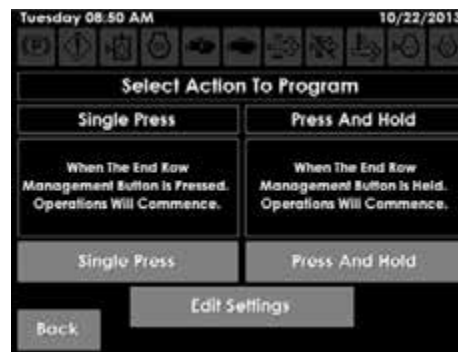 Tuesday 08:50 AM 10/22/2013
(P)
Select Action To Program
Single Press Press And Hold
When The End Row When The End Row
Management Button Is Pressed. Management Button Is Held.
Operations Will Commence. Operations Will Commence.
Single Press Press And Hold
Edit Settings
Back